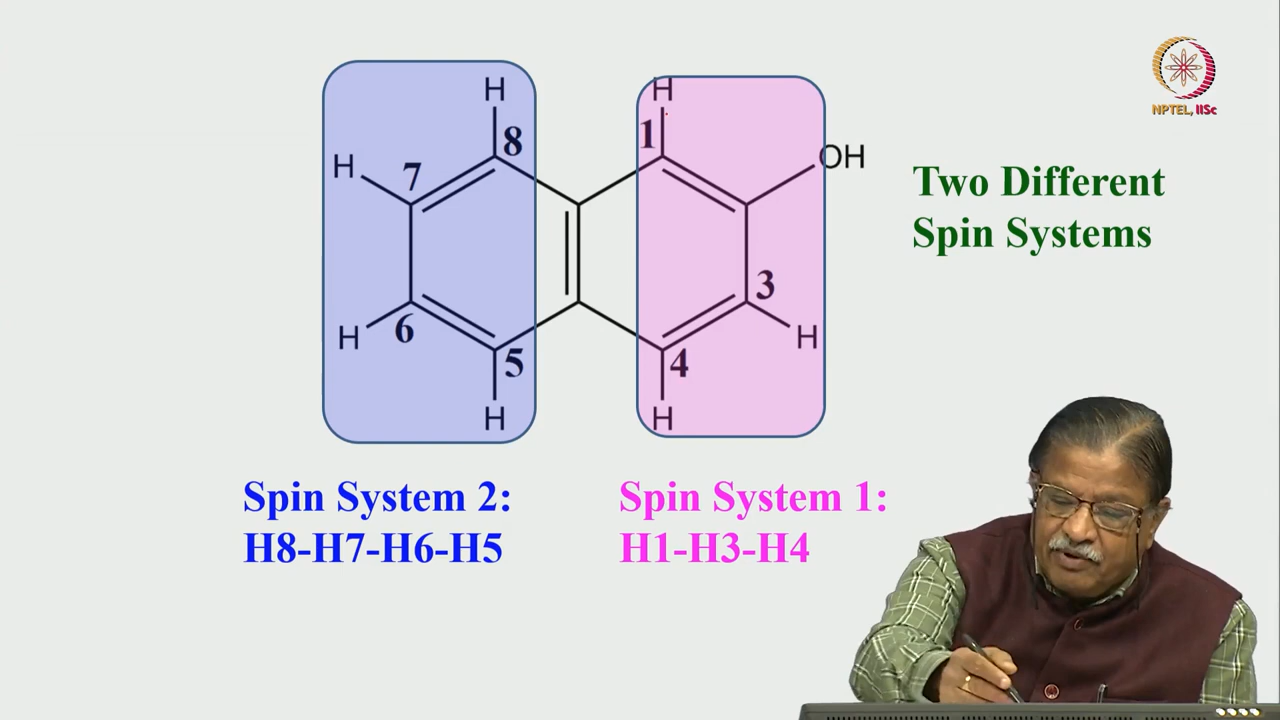 NPTEL, IISc
H
H
8
1
OH
H
7
Two Different
Spin Systems
3
H
6
H
5
4
H
H
Spin System 2:
H8-H7-H6-H5
Spin System 1:
H1-H3-H4